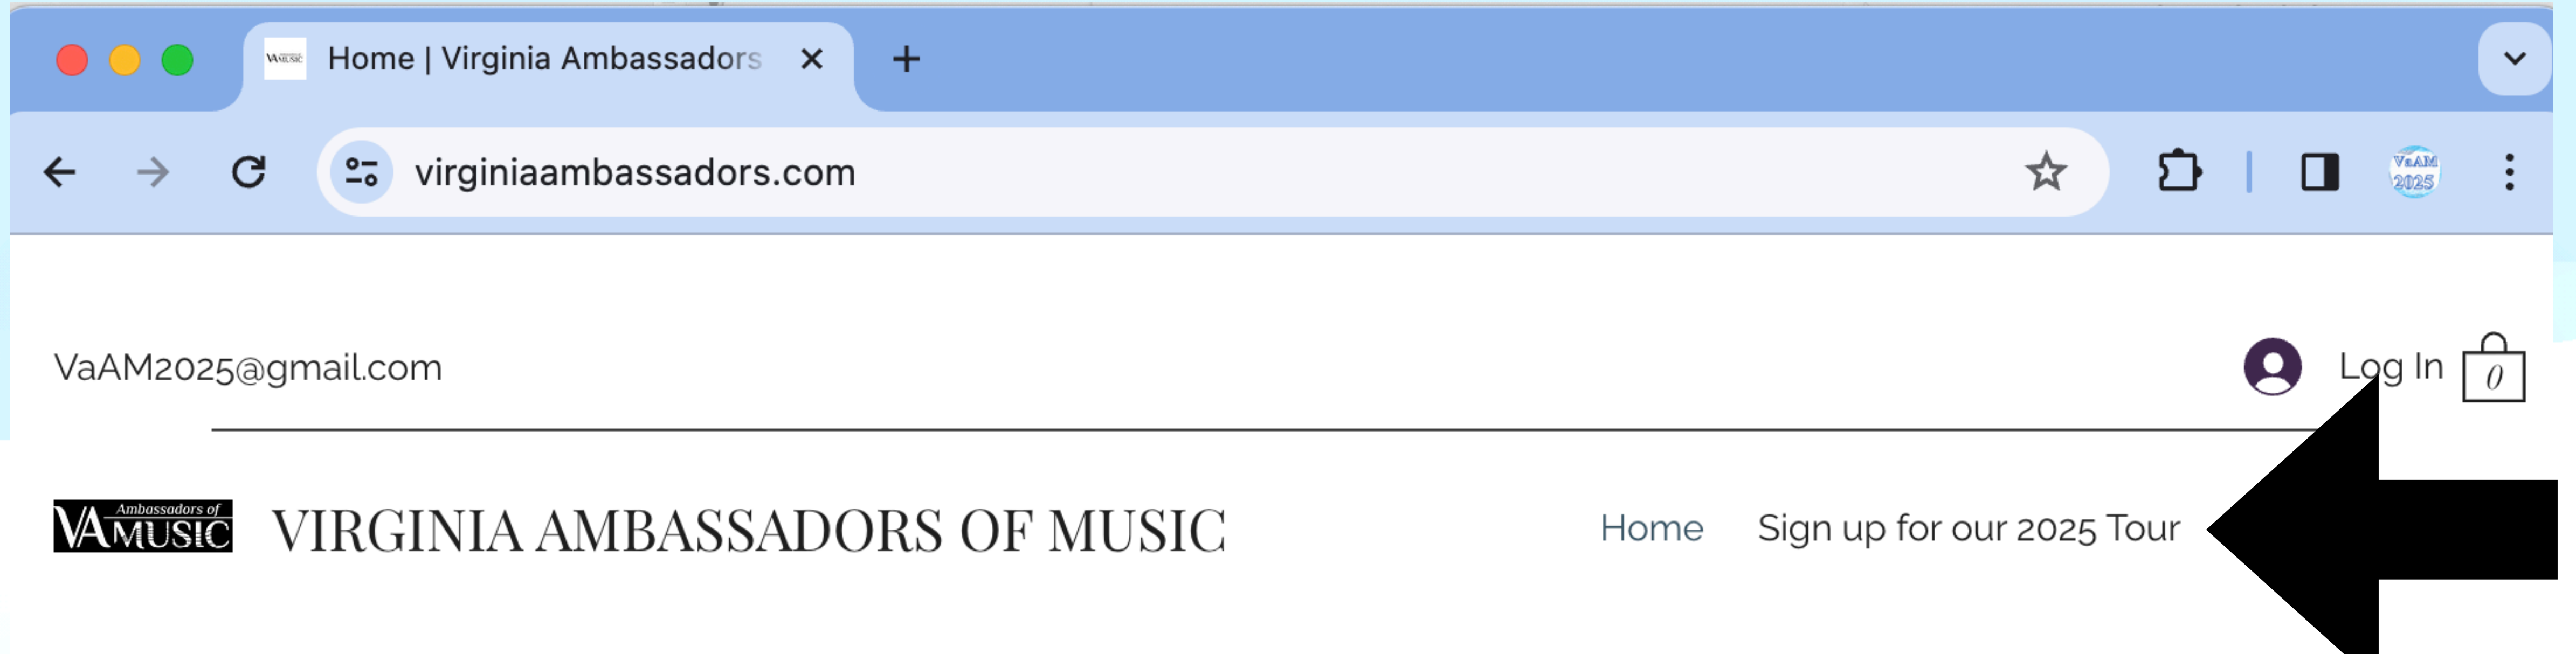 Home | Virginia Ambassadors
virginiaambassadors.com
VaAM
2025
VaAM2025@gmail.com
Log In
0
Ambassadors of
VA MUSIC
VIRGINIA AMBASSADORS OF MUSIC
Home
Sign up for our 2025 Tour